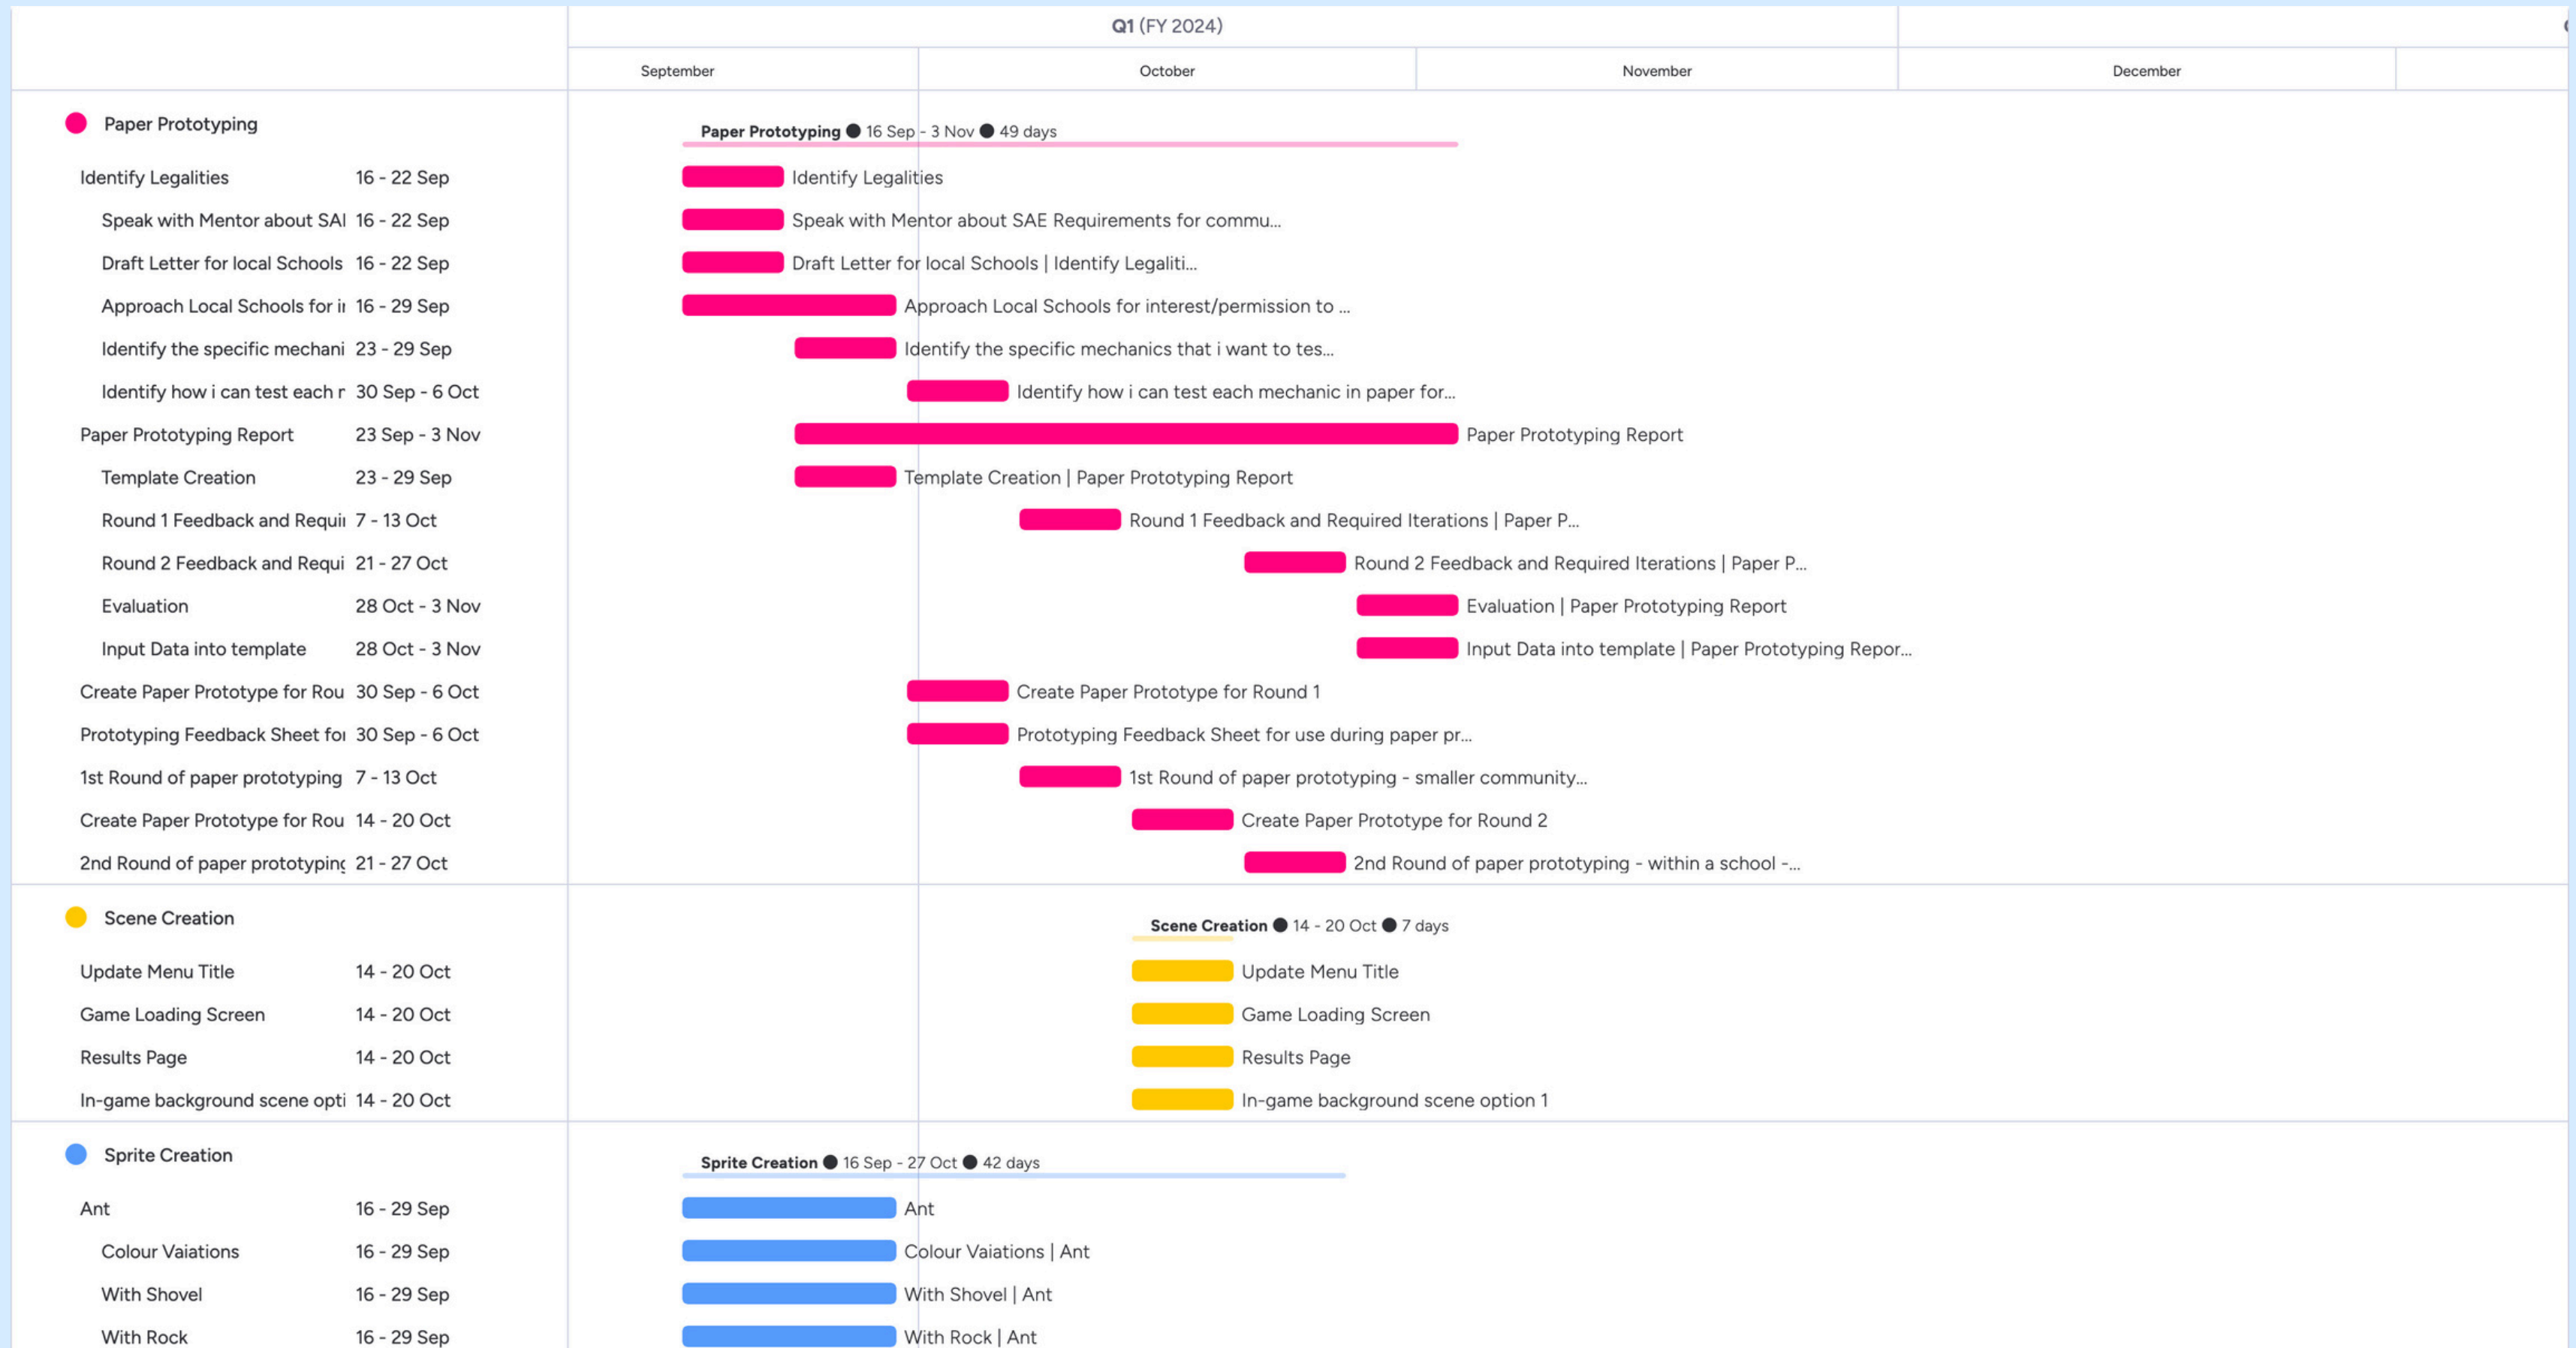 Q1 (FY 2024)
September October November December
Paper Prototyping
Paper Prototyping ● 16 Sep - 3 Nov ● 49 days
Identify Legalities 16 - 22 Sep Identify Legalities
Speak with Mentor about SAI 16 - 22 Sep Speak with Mentor about SAE Requirements for commu...
Draft Letter for local Schools 16 - 22 Sep Draft Letter for local Schools | Identify Legaliti...
Approach Local Schools for ir 16 - 29 Sep Approach Local Schools for interest/permission to ...
Identify the specific mechani 23 - 29 Sep Identify the specific mechanics that i want to tes...
Identify how i can test each r 30 Sep - 6 Oct Identify how i can test each mechanic in paper for...
Paper Prototyping Report 23 Sep - 3 Nov Paper Prototyping Report
Template Creation 23 - 29 Sep Template Creation | Paper Prototyping Report
Round 1 Feedback and Requir 7 - 13 Oct Round 1 Feedback and Required Iterations | Paper P...
Round 2 Feedback and Requi 21 - 27 Oct Round 2 Feedback and Required Iterations | Paper P...
Evaluation 28 Oct - 3 Nov Evaluation | Paper Prototyping Report
Input Data into template 28 Oct - 3 Nov Input Data into template | Paper Prototyping Repor...
Create Paper Prototype for Rou 30 Sep - 6 Oct Create Paper Prototype for Round 1
Prototyping Feedback Sheet for 30 Sep - 6 Oct Prototyping Feedback Sheet for use during paper pr...
1st Round of paper prototyping 7 - 13 Oct 1st Round of paper prototyping - smaller community...
Create Paper Prototype for Rou 14 - 20 Oct Create Paper Prototype for Round 2
2nd Round of paper prototyping 21 - 27 Oct 2nd Round of paper prototyping - within a school -...
Scene Creation
Scene Creation ● 14 - 20 Oct ● 7 days
Update Menu Title 14 - 20 Oct Update Menu Title
Game Loading Screen 14 - 20 Oct Game Loading Screen
Results Page 14 - 20 Oct Results Page
In-game background scene opti 14 - 20 Oct In-game background scene option 1
Sprite Creation
Sprite Creation ● 16 Sep - 27 Oct ● 42 days
Ant 16 - 29 Sep Ant
Colour Vaiations 16 - 29 Sep Colour Vaiations | Ant
With Shovel 16 - 29 Sep With Shovel | Ant
With Rock 16 - 29 Sep With Rock | Ant